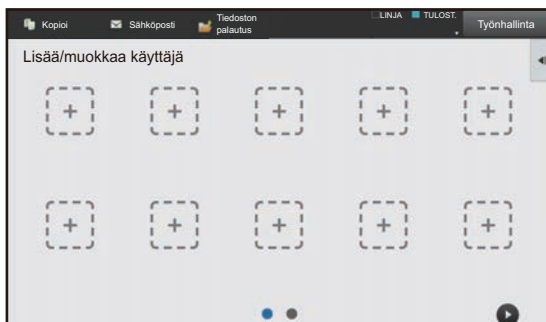 Kopioi
Sähköposti
Tiedoston
palautus
LINJA
TULOST.
Työnhallinta
Lisää/muokkaa käyttäjä